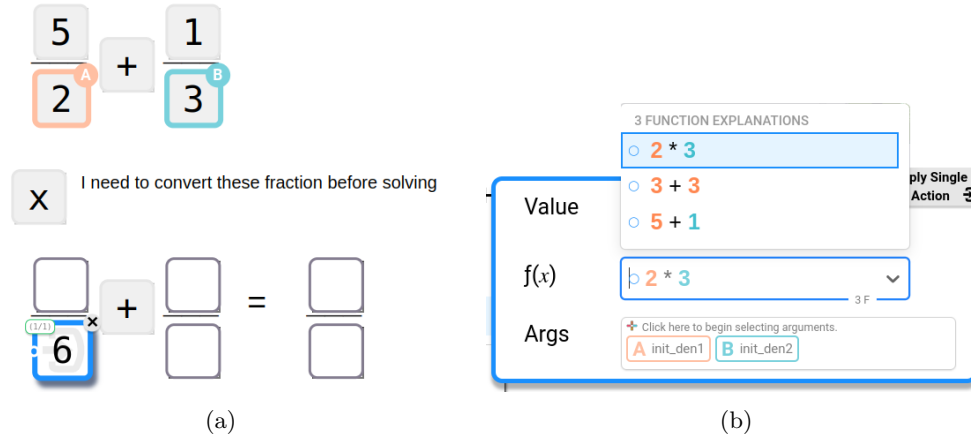 5 1
+
2 A 3 B
x I need to convert these fraction before solving
+ =
(1/1) x
6
(a)
3 FUNCTION EXPLANATIONS
2 * 3
3 + 3
5 + 1
ply Single
Action
Value
f(x) 2 * 3
3 F
Args
Click here to begin selecting arguments.
A init_den1 B init_den2
(b)